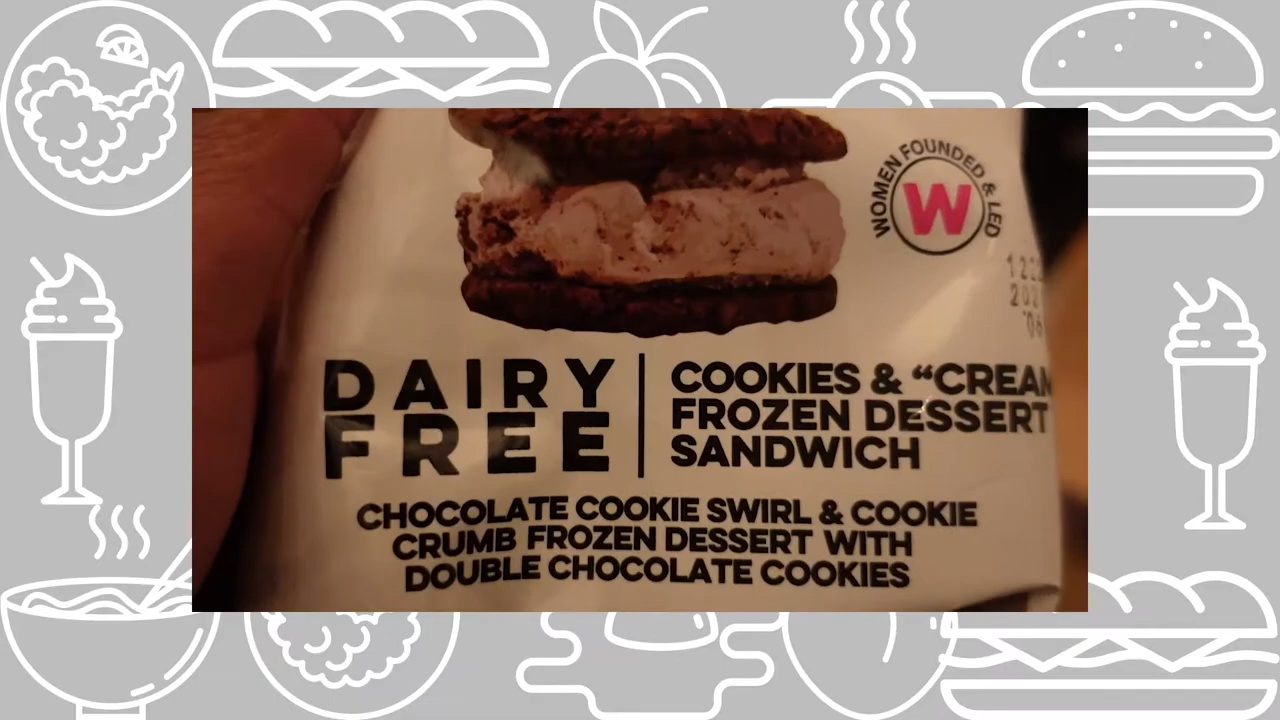 WOMEN FOUNDED & LED
W
DAIRY
FREE
COOKIES & “CREAM
FROZEN DESSERT
SANDWICH
CHOCOLATE COOKIE SWIRL & COOKIE
CRUMB FROZEN DESSERT WITH
DOUBLE CHOCOLATE COOKIES